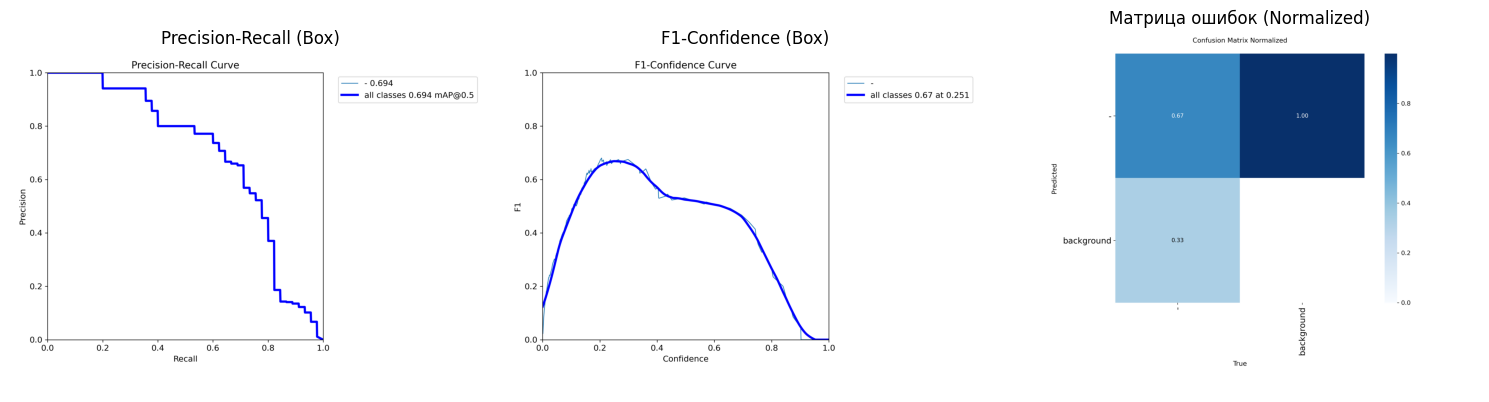 Precision-Recall (Box)
Precision-Recall Curve
1.0
0.8
0.6
0.4
0.2
0.0
Precision
0.0 0.2 0.4 0.6 0.8 1.0
Recall
- 0.694
all classes 0.694 mAP@0.5
F1-Confidence (Box)
F1-Confidence Curve
1.0
0.8
0.6
0.4
0.2
0.0
F1
0.0 0.2 0.4 0.6 0.8 1.0
Confidence
-
all classes 0.67 at 0.251
Матрица ошибок (Normalized)
Confusion Matrix Normalized
-
background
Predicted
0.67 1.00
0.33
- background
True
0.8
0.6
0.4
0.2
0.0